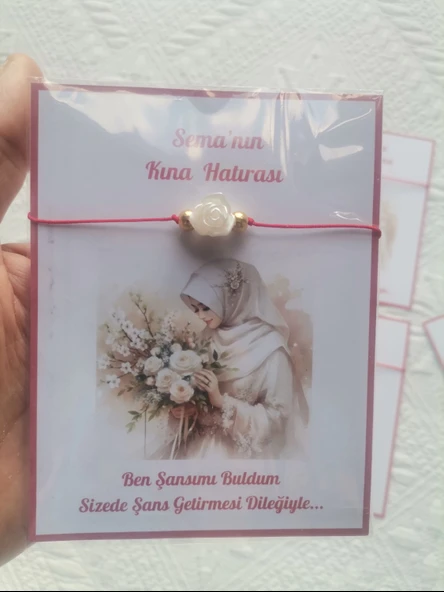 Sema'nın
Kına Hatırası
Ben Şansımı Buldum
Sizede Şans Getirmesi Dileğiyle...